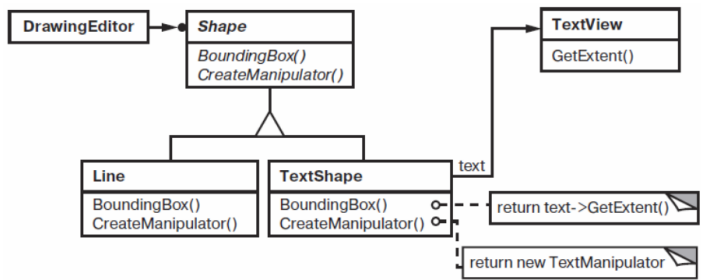 DrawingEditor
Shape
BoundingBox()
CreateManipulator()
TextView
GetExtent()
Line
BoundingBox()
CreateManipulator()
TextShape
BoundingBox()
CreateManipulator()
text
return text->GetExtent()
return new TextManipulator